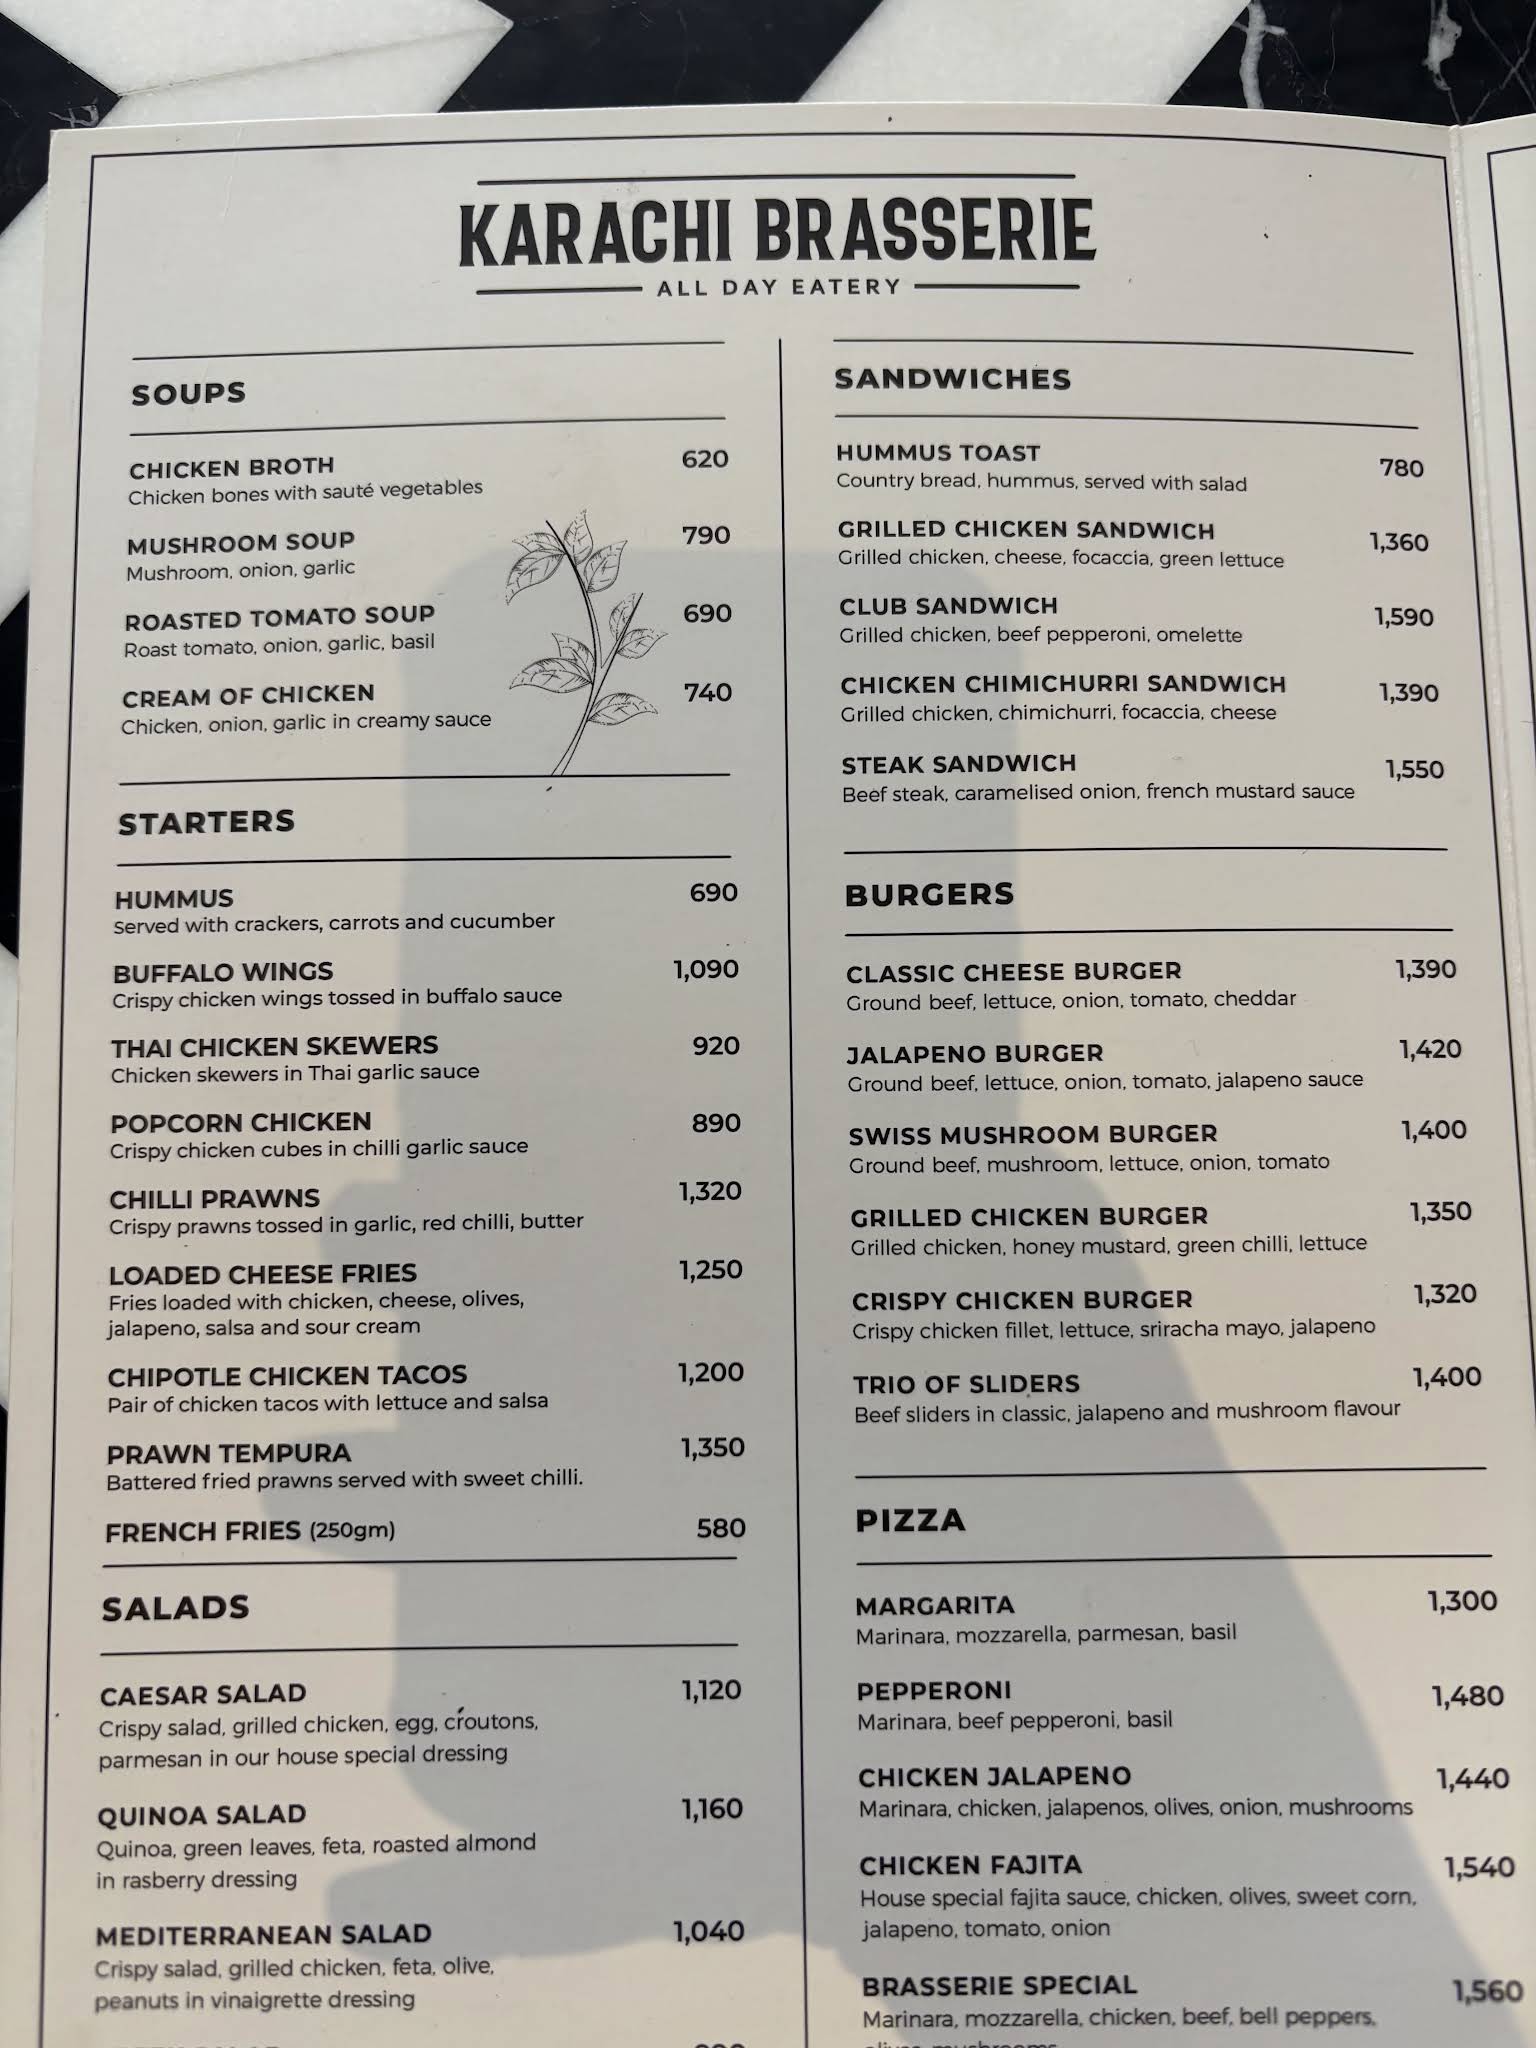 KARACHI BRASSERIE
ALL DAY EATERY
SOUPS
CHICKEN BROTH 620
Chicken bones with sauté vegetables
MUSHROOM SOUP 790
Mushroom, onion, garlic
ROASTED TOMATO SOUP 690
Roast tomato, onion, garlic, basil
CREAM OF CHICKEN 740
Chicken, onion, garlic in creamy sauce
STARTERS
HUMMUS 690
Served with crackers, carrots and cucumber
BUFFALO WINGS 1,090
Crispy chicken wings tossed in buffalo sauce
THAI CHICKEN SKEWERS 920
Chicken skewers in Thai garlic sauce
POPCORN CHICKEN 890
Crispy chicken cubes in chilli garlic sauce
CHILLI PRAWNS 1,320
Crispy prawns tossed in garlic, red chilli, butter
LOADED CHEESE FRIES 1,250
Fries loaded with chicken, cheese, olives,
jalapeno, salsa and sour cream
CHIPOTLE CHICKEN TACOS 1,200
Pair of chicken tacos with lettuce and salsa
PRAWN TEMPURA 1,350
Battered fried prawns served with sweet chilli.
FRENCH FRIES (250gm) 580
SALADS
CAESAR SALAD 1,120
Crispy salad, grilled chicken, egg, croutons,
parmesan in our house special dressing
QUINOA SALAD 1,160
Quinoa, green leaves, feta, roasted almond
in rasberry dressing
MEDITERRANEAN SALAD 1,040
Crispy salad, grilled chicken, feta, olive,
peanuts in vinaigrette dressing
SANDWICHES
HUMMUS TOAST 780
Country bread, hummus, served with salad
GRILLED CHICKEN SANDWICH 1,360
Grilled chicken, cheese, focaccia, green lettuce
CLUB SANDWICH 1,590
Grilled chicken, beef pepperoni, omelette
CHICKEN CHIMICHURRI SANDWICH 1,390
Grilled chicken, chimichurri, focaccia, cheese
STEAK SANDWICH 1,550
Beef steak, caramelised onion, french mustard sauce
BURGERS
CLASSIC CHEESE BURGER 1,390
Ground beef, lettuce, onion, tomato, cheddar
JALAPENO BURGER 1,420
Ground beef, lettuce, onion, tomato, jalapeno sauce
SWISS MUSHROOM BURGER 1,400
Ground beef, mushroom, lettuce, onion, tomato
GRILLED CHICKEN BURGER 1,350
Grilled chicken, honey mustard, green chilli, lettuce
CRISPY CHICKEN BURGER 1,320
Crispy chicken fillet, lettuce, sriracha mayo, jalapeno
TRIO OF SLIDERS 1,400
Beef sliders in classic, jalapeno and mushroom flavour
PIZZA
MARGARITA 1,300
Marinara, mozzarella, parmesan, basil
PEPPERONI 1,480
Marinara, beef pepperoni, basil
CHICKEN JALAPENO 1,440
Marinara, chicken, jalapenos, olives, onion, mushrooms
CHICKEN FAJITA 1,540
House special fajita sauce, chicken, olives, sweet corn,
jalapeno, tomato, onion
BRASSERIE SPECIAL 1,560
Marinara, mozzarella, chicken, beef, bell peppers,